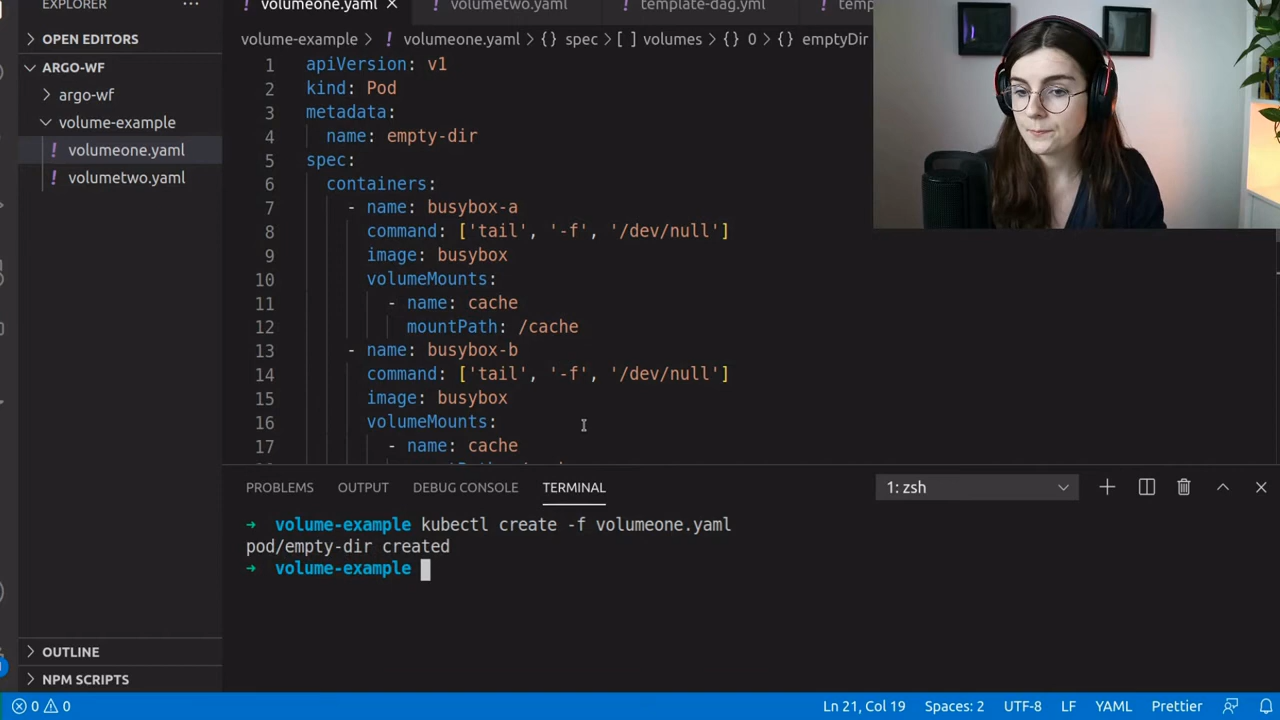 EXPLORER
···
OPEN EDITORS
ARGO-WF
argo-wf
volume-example
volumeone.yaml
volumetwo.yaml
OUTLINE
NPM SCRIPTS
volumeone.yaml
volumetwo.yaml
template-dag.yml
volume-example > volumeone.yaml > {} spec > [ ] volumes > {} 0 > {} emptyDir
1 apiVersion: v1
2 kind: Pod
3 metadata:
4 name: empty-dir
5 spec:
6 containers:
7 - name: busybox-a
8 command: ['tail', '-f', '/dev/null']
9 image: busybox
10 volumeMounts:
11 - name: cache
12 mountPath: /cache
13 - name: busybox-b
14 command: ['tail', '-f', '/dev/null']
15 image: busybox
16 volumeMounts:
17 - name: cache
PROBLEMS OUTPUT DEBUG CONSOLE TERMINAL
1: zsh
→ volume-example kubectl create -f volumeone.yaml
pod/empty-dir created
→ volume-example
0 0
Ln 21, Col 19 Spaces: 2 UTF-8 LF YAML Prettier